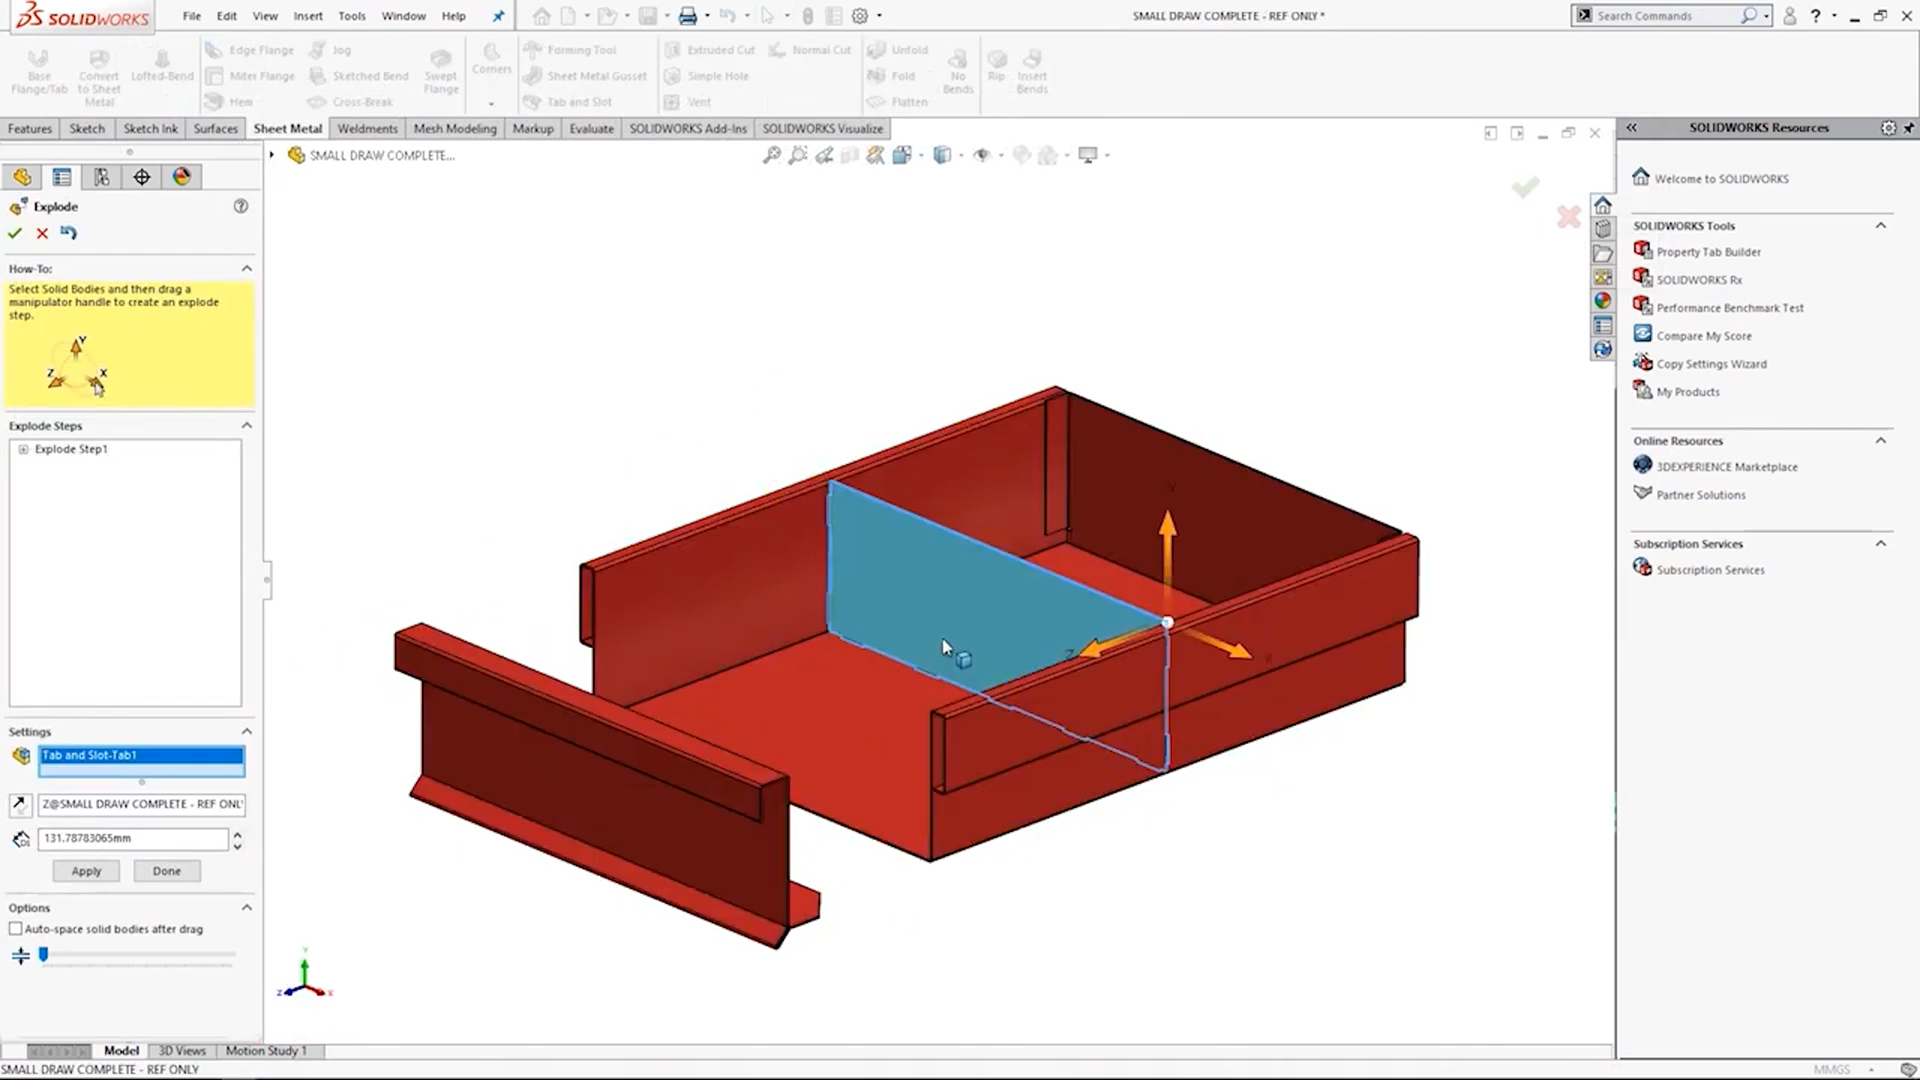 SOLIDWORKS
File Edit View Insert Tools Window Help
SMALL DRAW COMPLETE - REF ONLY *
Search Commands
Base Flange/Tab
Convert to Sheet Metal
Lofted-Bend
Edge Flange
Miter Flange
Hem
Jog
Sketched Bend
Cross-Break
Swept Flange
Corners
Forming Tool
Sheet Metal Gusset
Tab and Slot
Extruded Cut
Simple Hole
Vent
Normal Cut
Unfold
Fold
Flatten
No Bends
Rip
Insert Bends
Features Sketch Sketch Ink Surfaces Sheet Metal Weldments Mesh Modeling Markup Evaluate SOLIDWORKS Add-Ins SOLIDWORKS Visualize
SMALL DRAW COMPLETE...
Explode
How-To:
Select Solid Bodies and then drag a
manipulator handle to create an explode
step.
Y
Z X
Explode Steps
Explode Step1
Settings
Tab and Slot-Tab1
Z@SMALL DRAW COMPLETE - REF ONL
131.78783065mm
Apply Done
Options
Auto-space solid bodies after drag
Y
Z X
Y
Z X
Model 3D Views Motion Study 1
SMALL DRAW COMPLETE - REF ONLY
MMGS
SOLIDWORKS Resources
Welcome to SOLIDWORKS
SOLIDWORKS Tools
Property Tab Builder
SOLIDWORKS Rx
Performance Benchmark Test
Compare My Score
Copy Settings Wizard
My Products
Online Resources
3DEXPERIENCE Marketplace
Partner Solutions
Subscription Services
Subscription Services